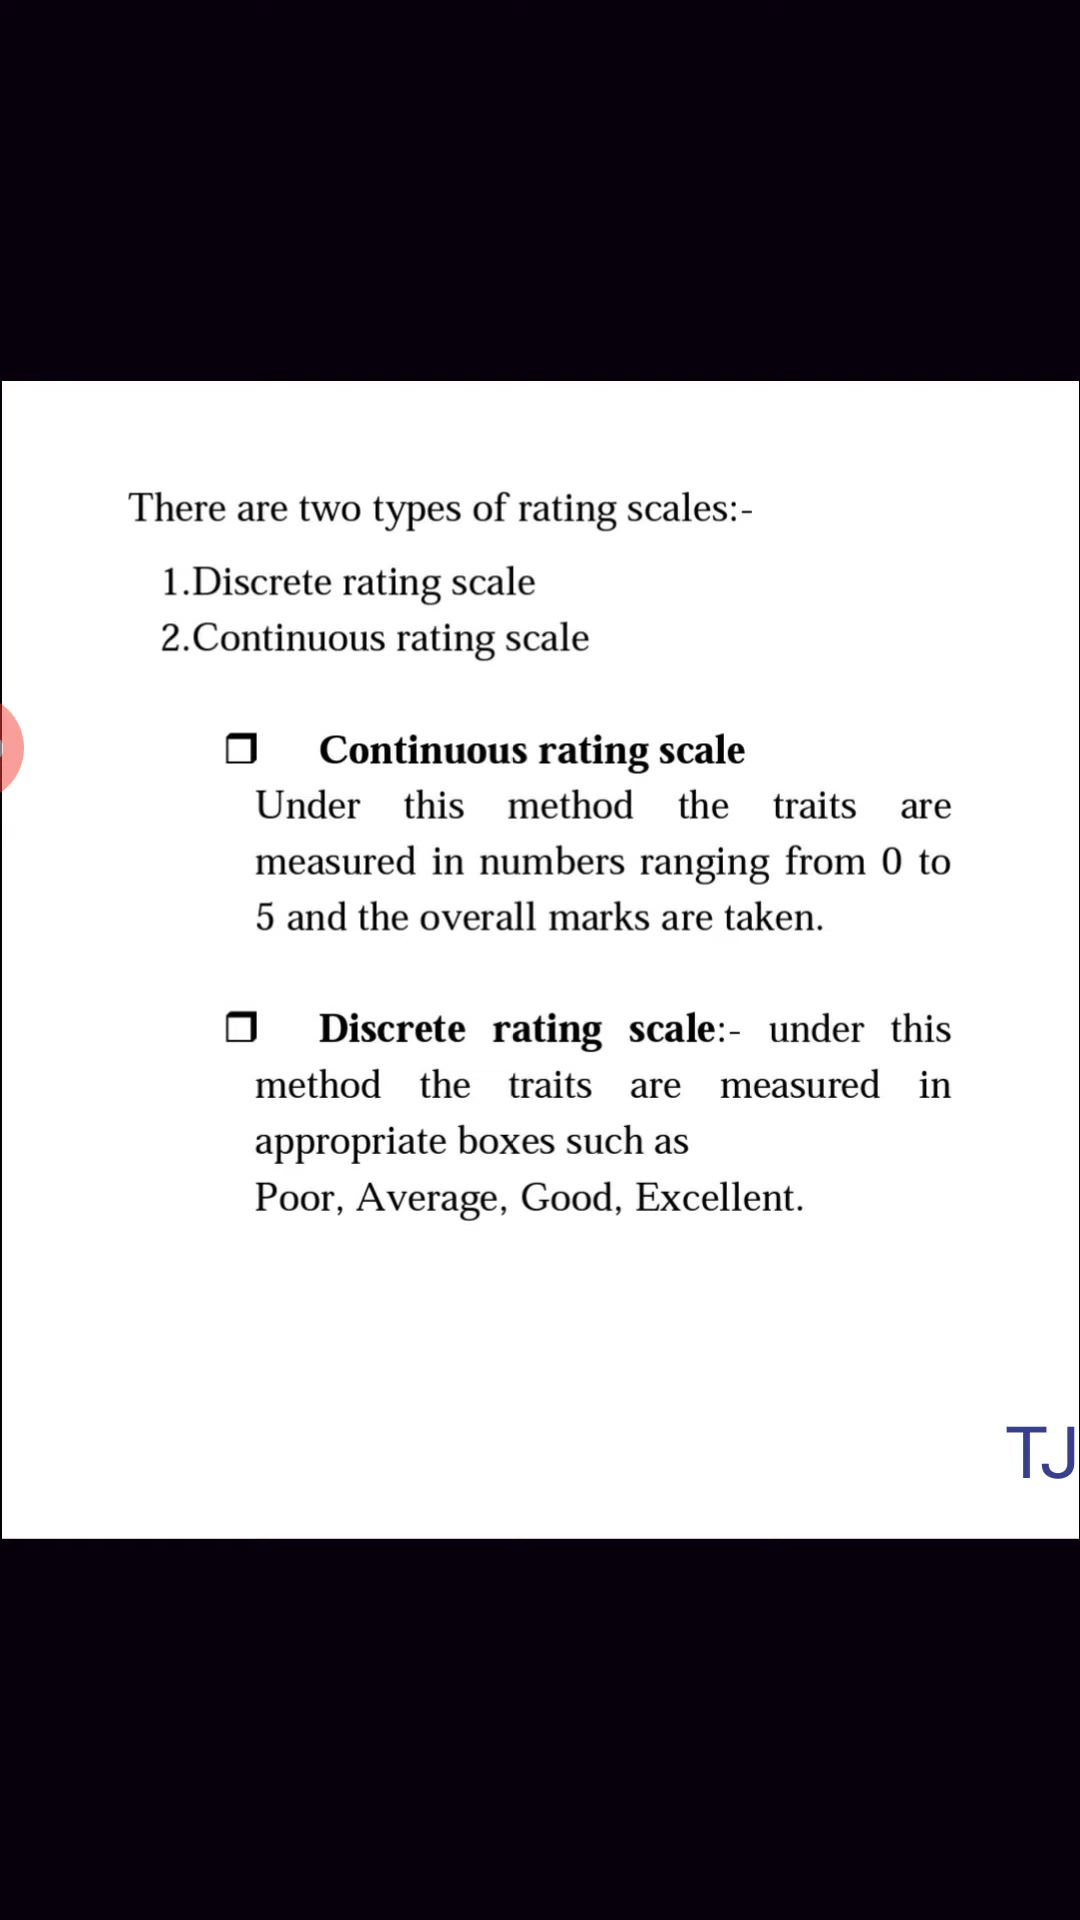 There are two types of rating scales:-
1.Discrete rating scale
2.Continuous rating scale
❒ Continuous rating scale
Under this method the traits are
measured in numbers ranging from 0 to
5 and the overall marks are taken.
❒ Discrete rating scale:- under this
method the traits are measured in
appropriate boxes such as
Poor, Average, Good, Excellent.
TJ